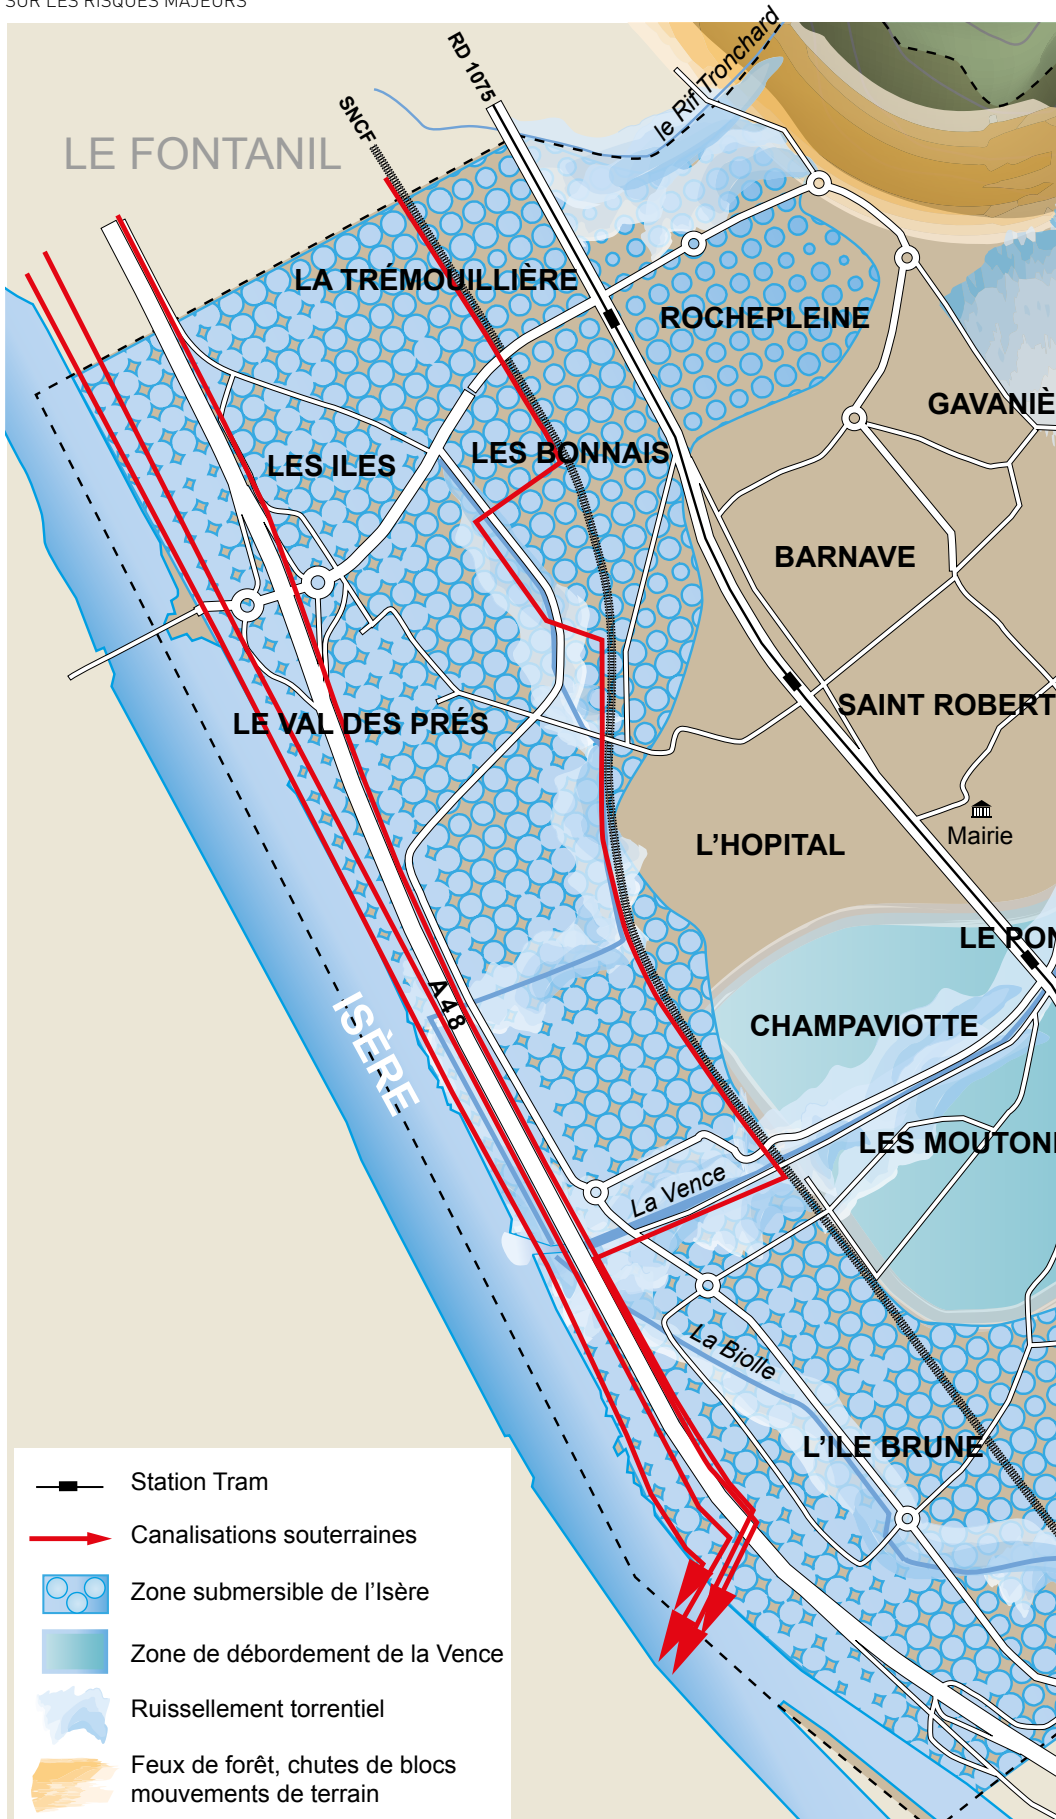 SUR LES RISQUES MAJEURS
RD 1075
le Rif Tronchard
SNCF
LE FONTANIL
LA TRÉMOUILLIÈRE
ROCHEPLEINE
GAVANIÈ
LES ILES
LES BONNAIS
BARNAVE
SAINT ROBERT
LE VAL DES PRÉS
Mairie
L'HOPITAL
LE PON
A 48
ISÈRE
CHAMPAVIOTTE
LES MOUTON
La Vence
La Biolle
L'ILE BRUNE
Station Tram
Canalisations souterraines
Zone submersible de l'Isère
Zone de débordement de la Vence
Ruissellement torrentiel
Feux de forêt, chutes de blocs
mouvements de terrain